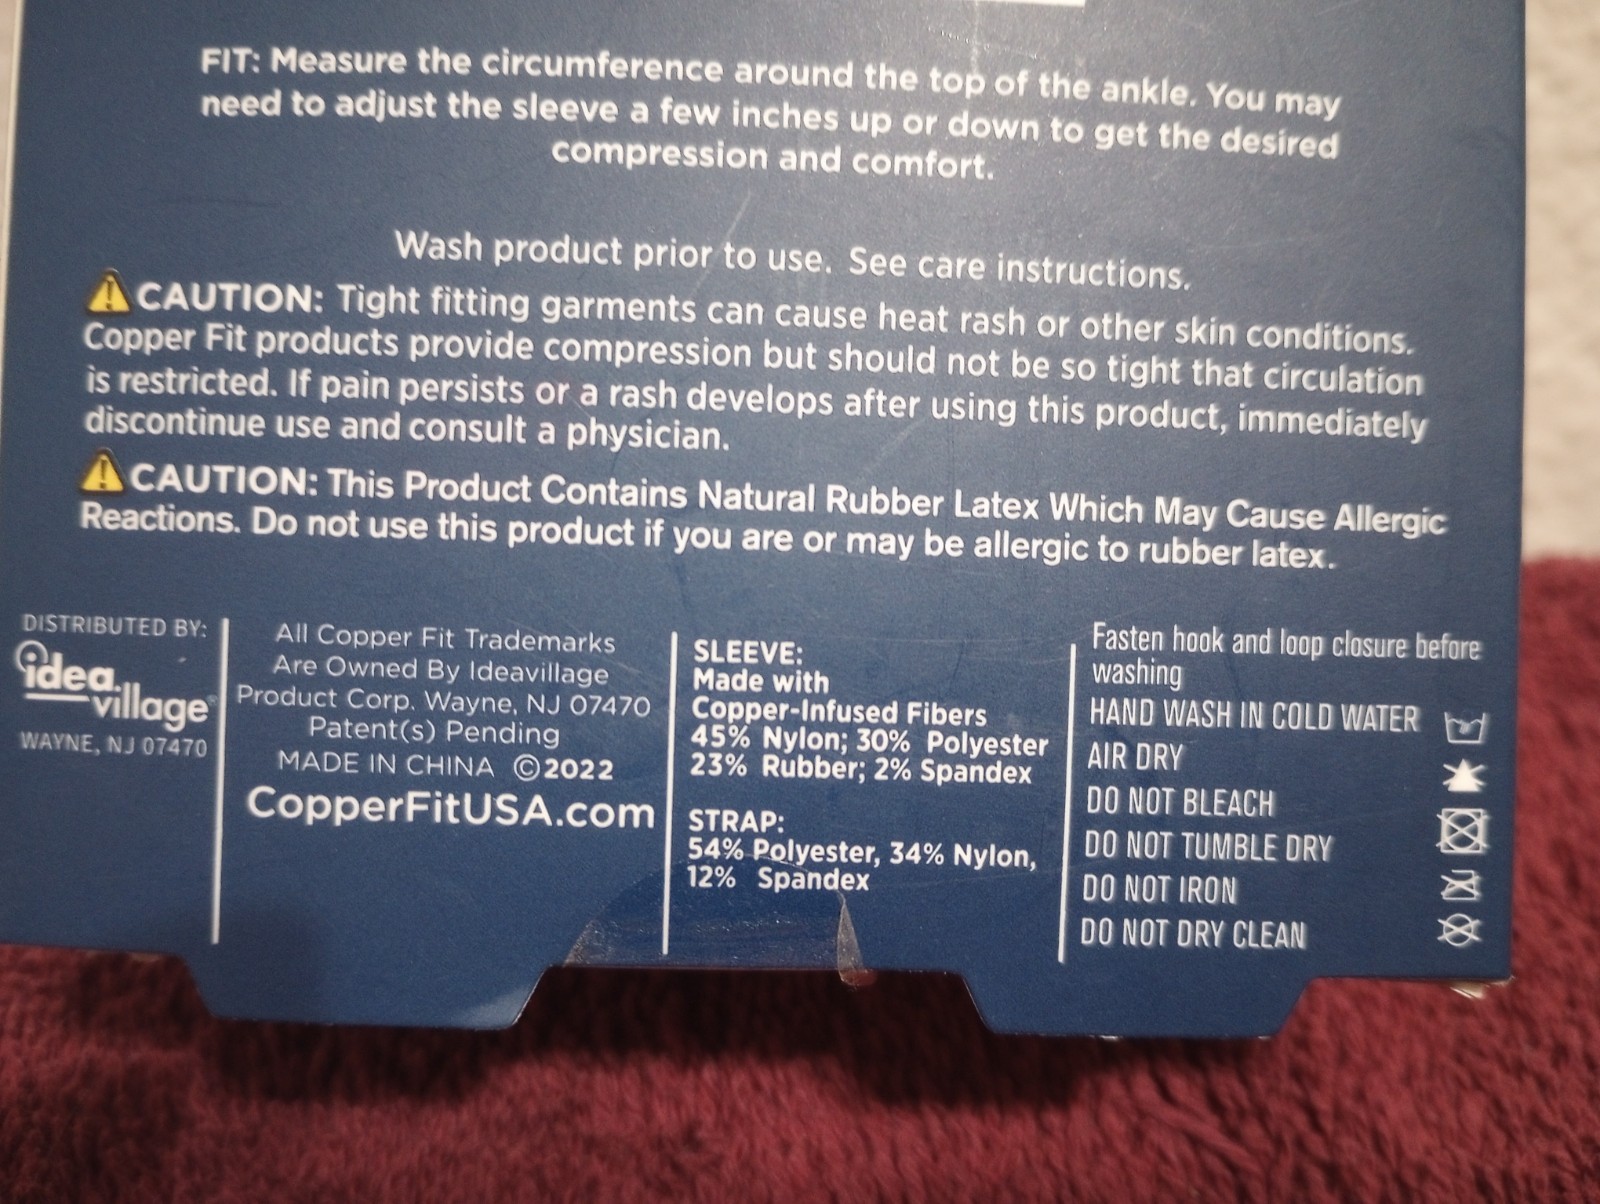 FIT: Measure the circumference around the top of the ankle. You may
need to adjust the sleeve a few inches up or down to get the desired
compression and comfort.
Wash product prior to use. See care instructions.
CAUTION: Tight fitting garments can cause heat rash or other skin conditions.
Copper Fit products provide compression but should not be so tight that circulation
is restricted. If pain persists or a rash develops after using this product, immediately
discontinue use and consult a physician.
CAUTION: This Product Contains Natural Rubber Latex Which May Cause Allergic
Reactions. Do not use this product if you are or may be allergic to rubber latex.
DISTRIBUTED BY:
idea
village
WAYNE, NJ 07470
All Copper Fit Trademarks
Are Owned By Ideavillage
Product Corp. Wayne, NJ 07470
Patent(s) Pending
MADE IN CHINA ©2022
CopperFitUSA.com
SLEEVE:
Made with
Copper-Infused Fibers
45% Nylon; 30% Polyester
23% Rubber; 2% Spandex
STRAP:
54% Polyester, 34% Nylon,
12% Spandex
Fasten hook and loop closure before
washing
HAND WASH IN COLD WATER
AIR DRY
DO NOT BLEACH
DO NOT TUMBLE DRY
DO NOT IRON
DO NOT DRY CLEAN